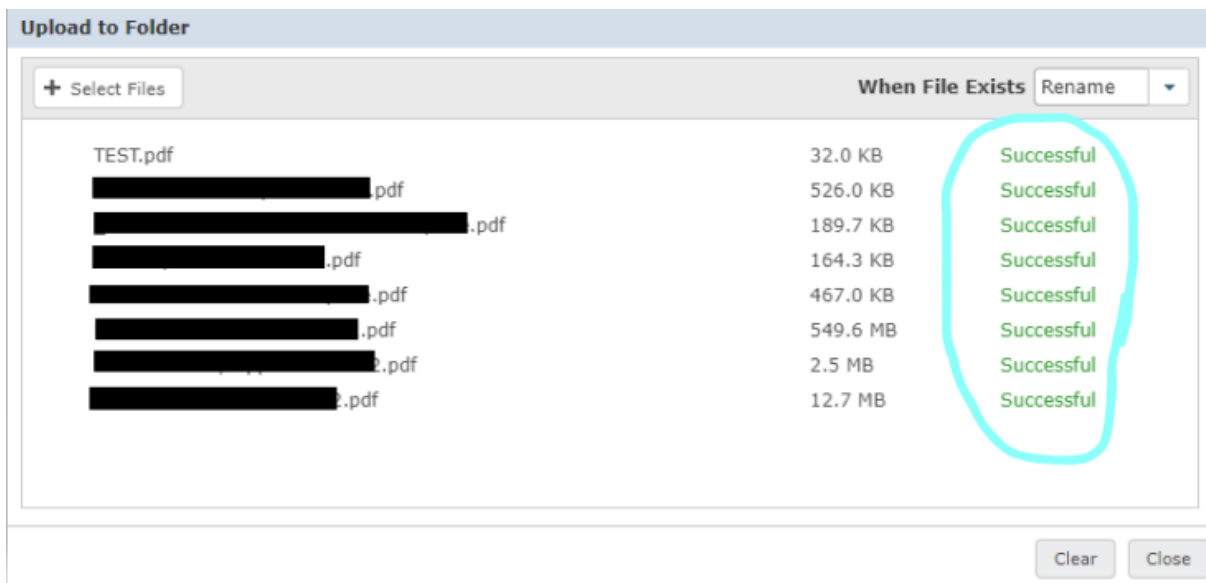 Upload to Folder
+ Select Files When File Exists Rename
TEST.pdf 32.0 KB Successful
.pdf 526.0 KB Successful
.pdf 189.7 KB Successful
.pdf 164.3 KB Successful
.pdf 467.0 KB Successful
.pdf 549.6 MB Successful
2.pdf 2.5 MB Successful
.pdf 12.7 MB Successful
Clear Close